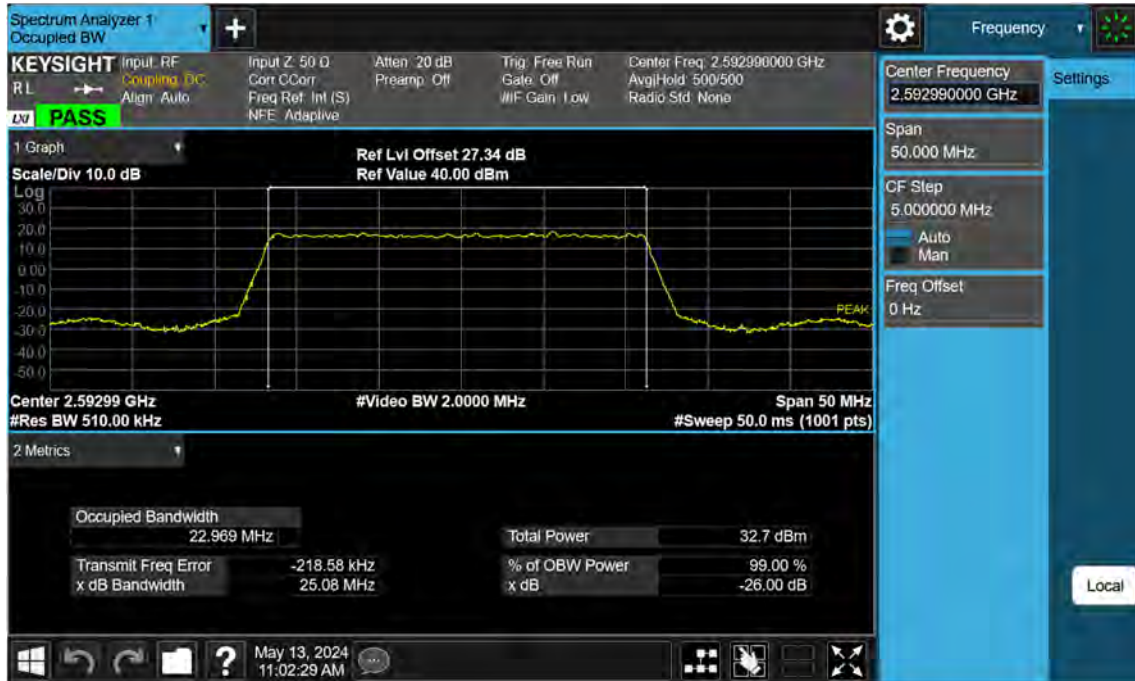 Spectrum Analyzer 1
Occupied BW
Frequency
KEYSIGHT
RL
LXI
PASS
Input: RF
Coupling: DC
Align: Auto
Input Z: 50 Ω
Corr CCorr
Freq Ref: Int (S)
NFE: Adaptive
Atten: 20 dB
Preamp: Off
Trig: Free Run
Gate: Off
#IF Gain: Low
Center Freq: 2.592990000 GHz
Avg|Hold: 500/500
Radio Std: None
1 Graph
Scale/Div 10.0 dB
Ref Lvl Offset 27.34 dB
Ref Value 40.00 dBm
Log
30.0
20.0
10.0
0.00
-10.0
-20.0
-30.0
-40.0
-50.0
PEAK
Center 2.59299 GHz
#Video BW 2.0000 MHz
Span 50 MHz
#Res BW 510.00 kHz
#Sweep 50.0 ms (1001 pts)
2 Metrics
Occupied Bandwidth
22.969 MHz
Total Power 32.7 dBm
Transmit Freq Error -218.58 kHz
% of OBW Power 99.00 %
x dB Bandwidth 25.08 MHz
x dB -26.00 dB
Center Frequency
2.592990000 GHz
Settings
Span
50.000 MHz
CF Step
5.000000 MHz
Auto
Man
Freq Offset
0 Hz
Local
May 13, 2024
11:02:29 AM